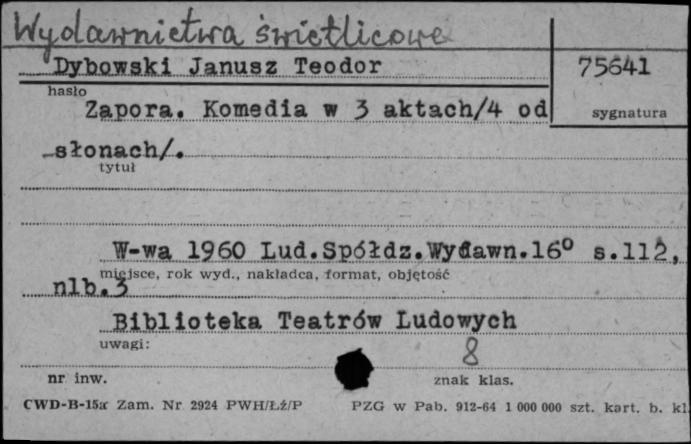 Wydawnictwa świetlicowe
Dybowski Janusz Teodor
75641
hasło
sygnatura
Zapora. Komedia w 3 aktach/4 od
-słonach/.
tytuł
W-wa 1960 Lud.Spółdz.Wydawn.16° s.112,
miejsce, rok wyd., nakładca, format, objętość
nlb.3
Biblioteka Teatrów Ludowych
uwagi:
8
nr inw.
znak klas.
CWD-B-15a Zam. Nr 2924 PWH/Łź/P PZG w Pab. 912-64 1 000 000 szt. kart. b. kl.